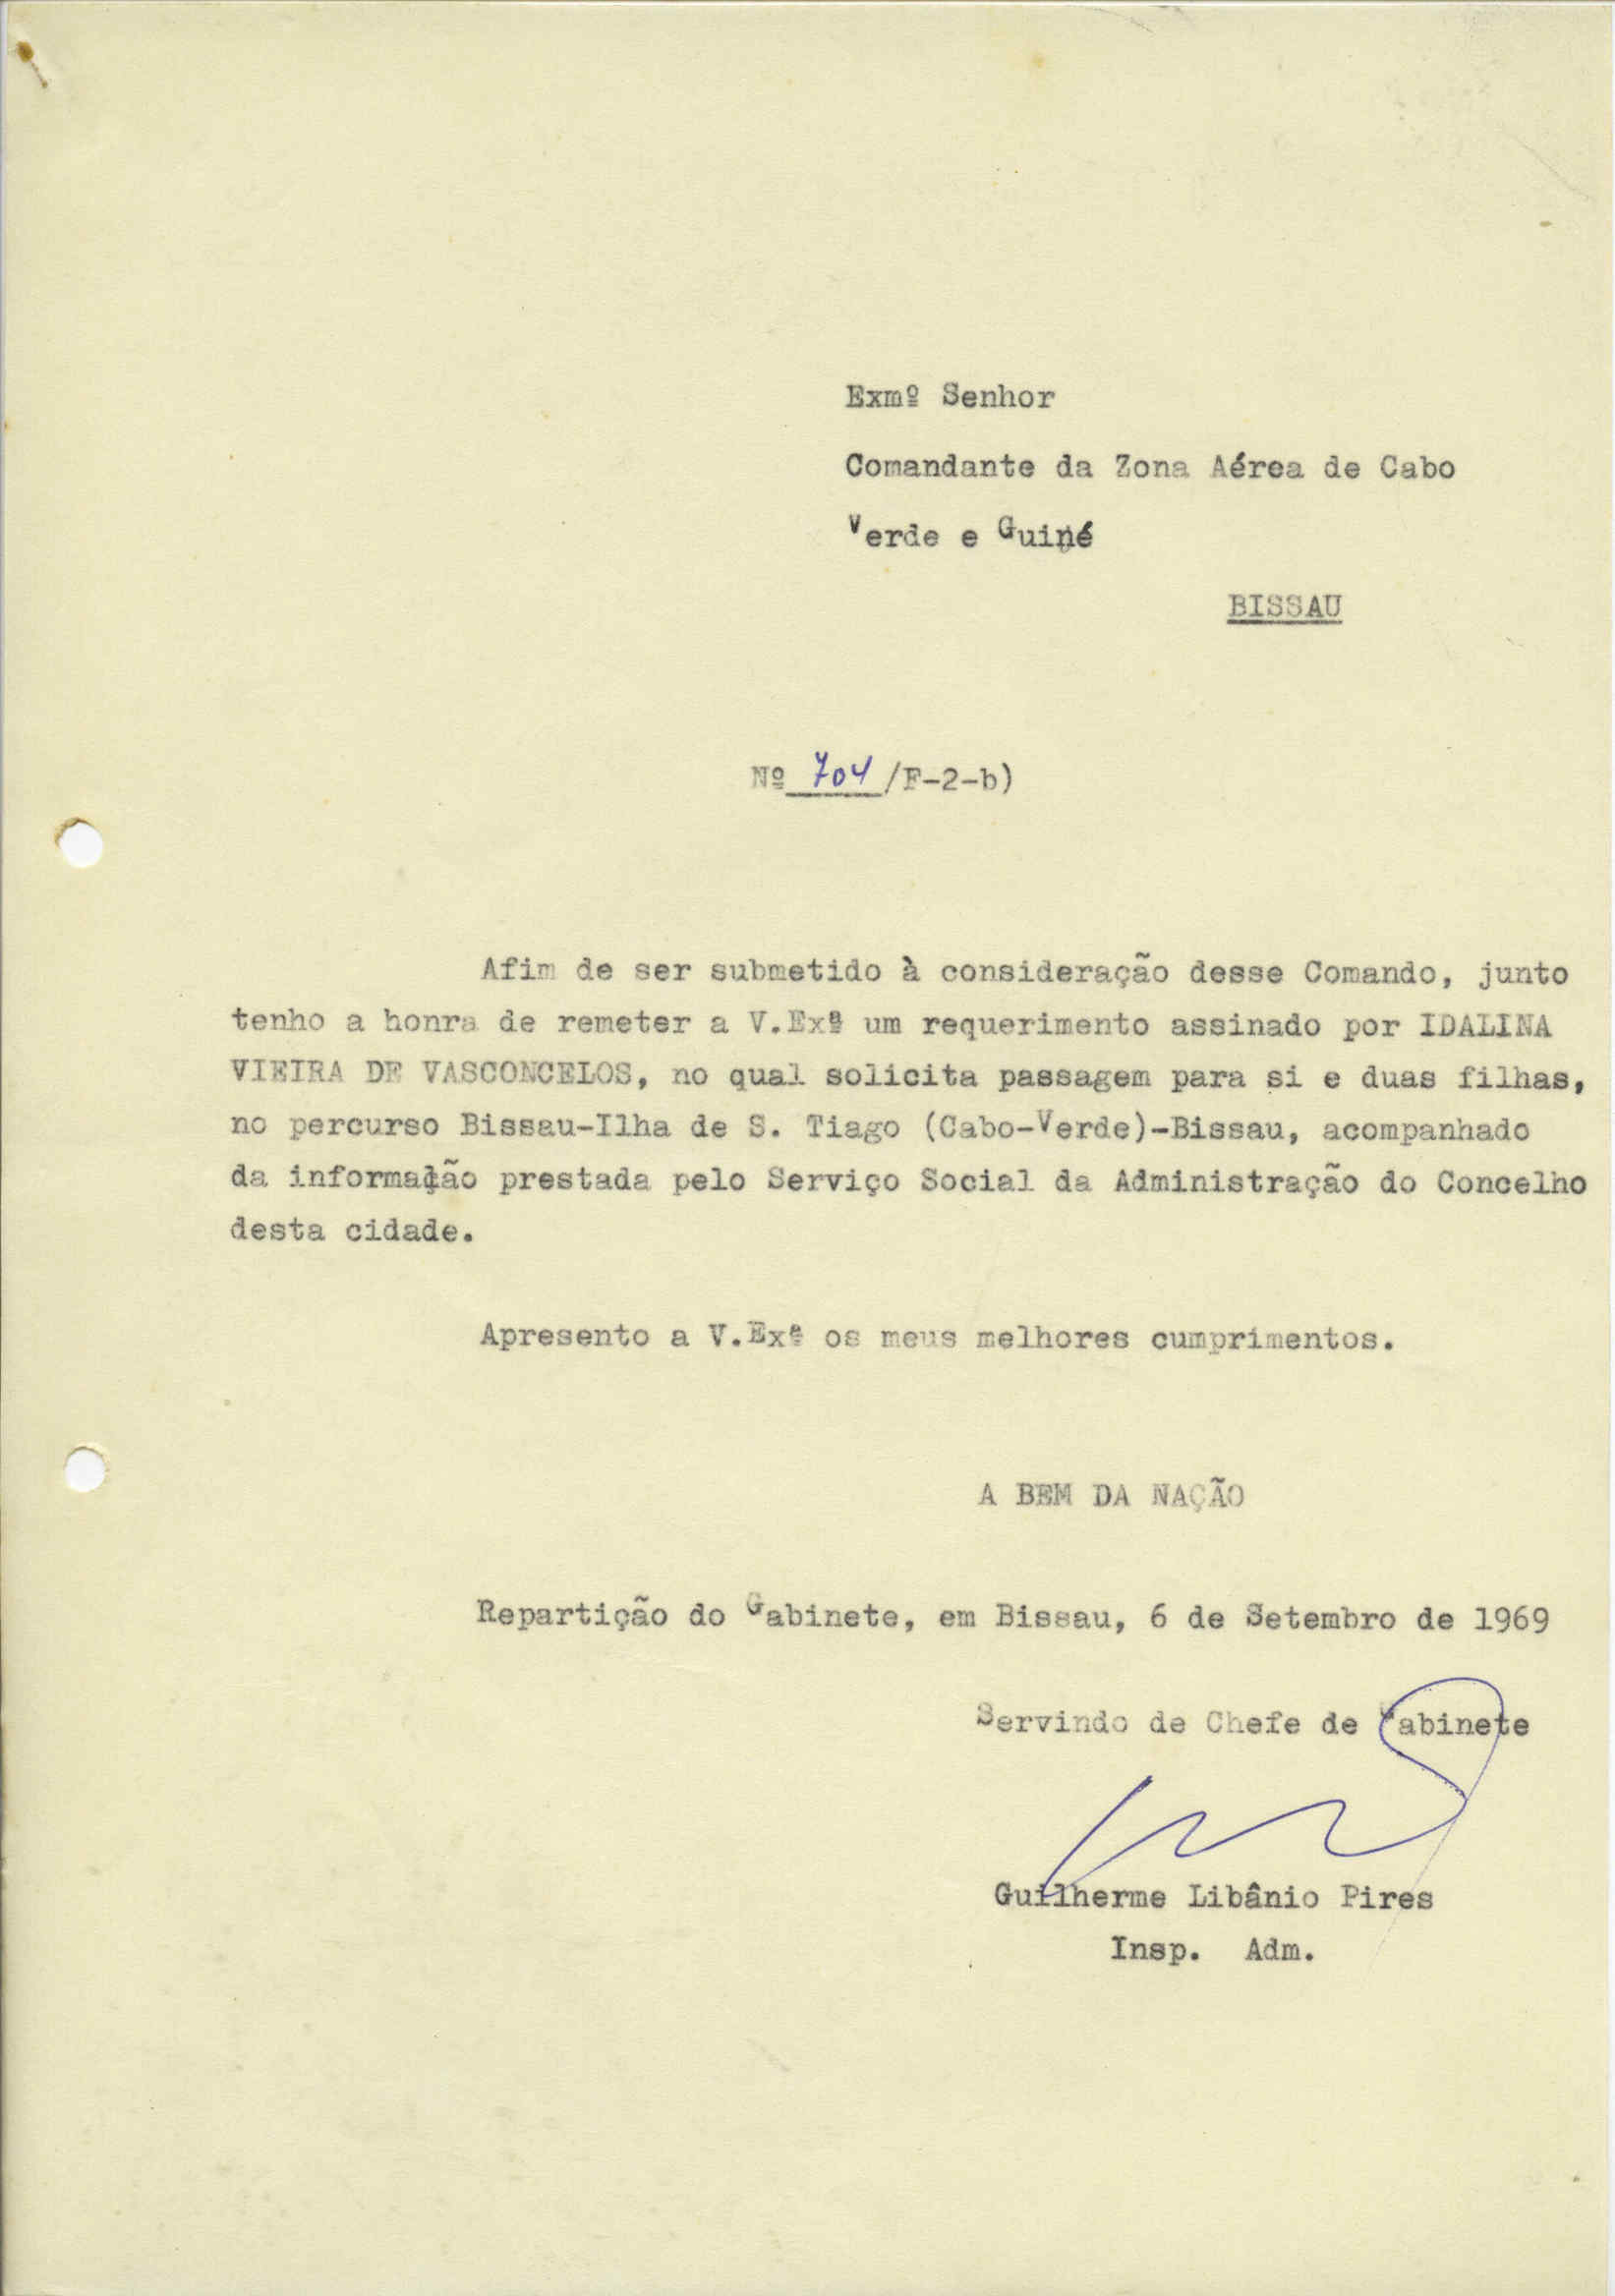 Exmº Senhor
Comandante da Zona Aérea de Cabo
Verde e Guiné
BISSAU
Nº 704/F-2-b)
Afim de ser submetido à consideração desse Comando, junto
tenho a honra de remeter a V.Exª um requerimento assinado por IDALINA
VIEIRA DE VASCONCELOS, no qual solicita passagem para si e duas filhas,
no percurso Bissau-Ilha de S. Tiago (Cabo-Verde)-Bissau, acompanhado
da informação prestada pelo Serviço Social da Administração do Concelho
desta cidade.
Apresento a V.Exª os meus melhores cumprimentos.
A BEM DA NAÇÃO
Repartição do Gabinete, em Bissau, 6 de Setembro de 1969
Servindo de Chefe de Gabinete
Guilherme Libânio Pires
Insp. Adm.